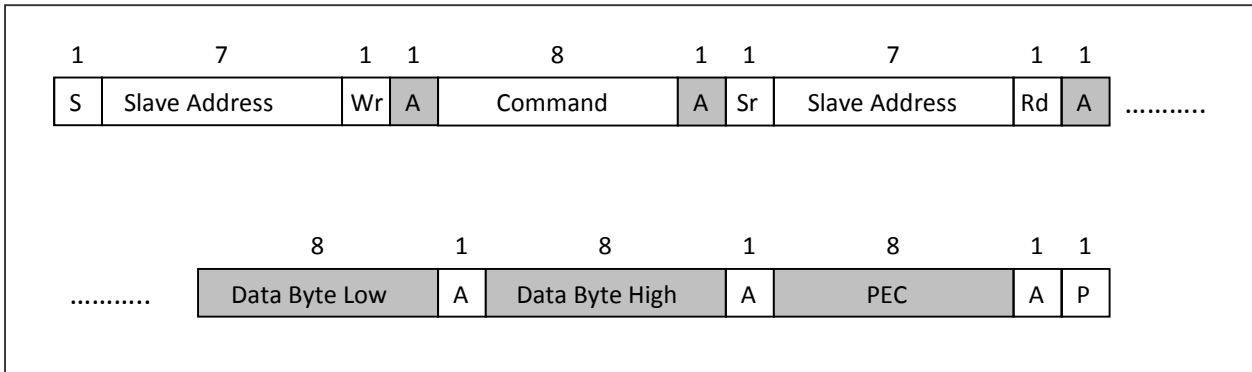 1 7 1 1 8 1 1 7 1 1
S Slave Address Wr A Command A Sr Slave Address Rd A ...........
8 1 8 1 8 1 1
........... Data Byte Low A Data Byte High A PEC A P